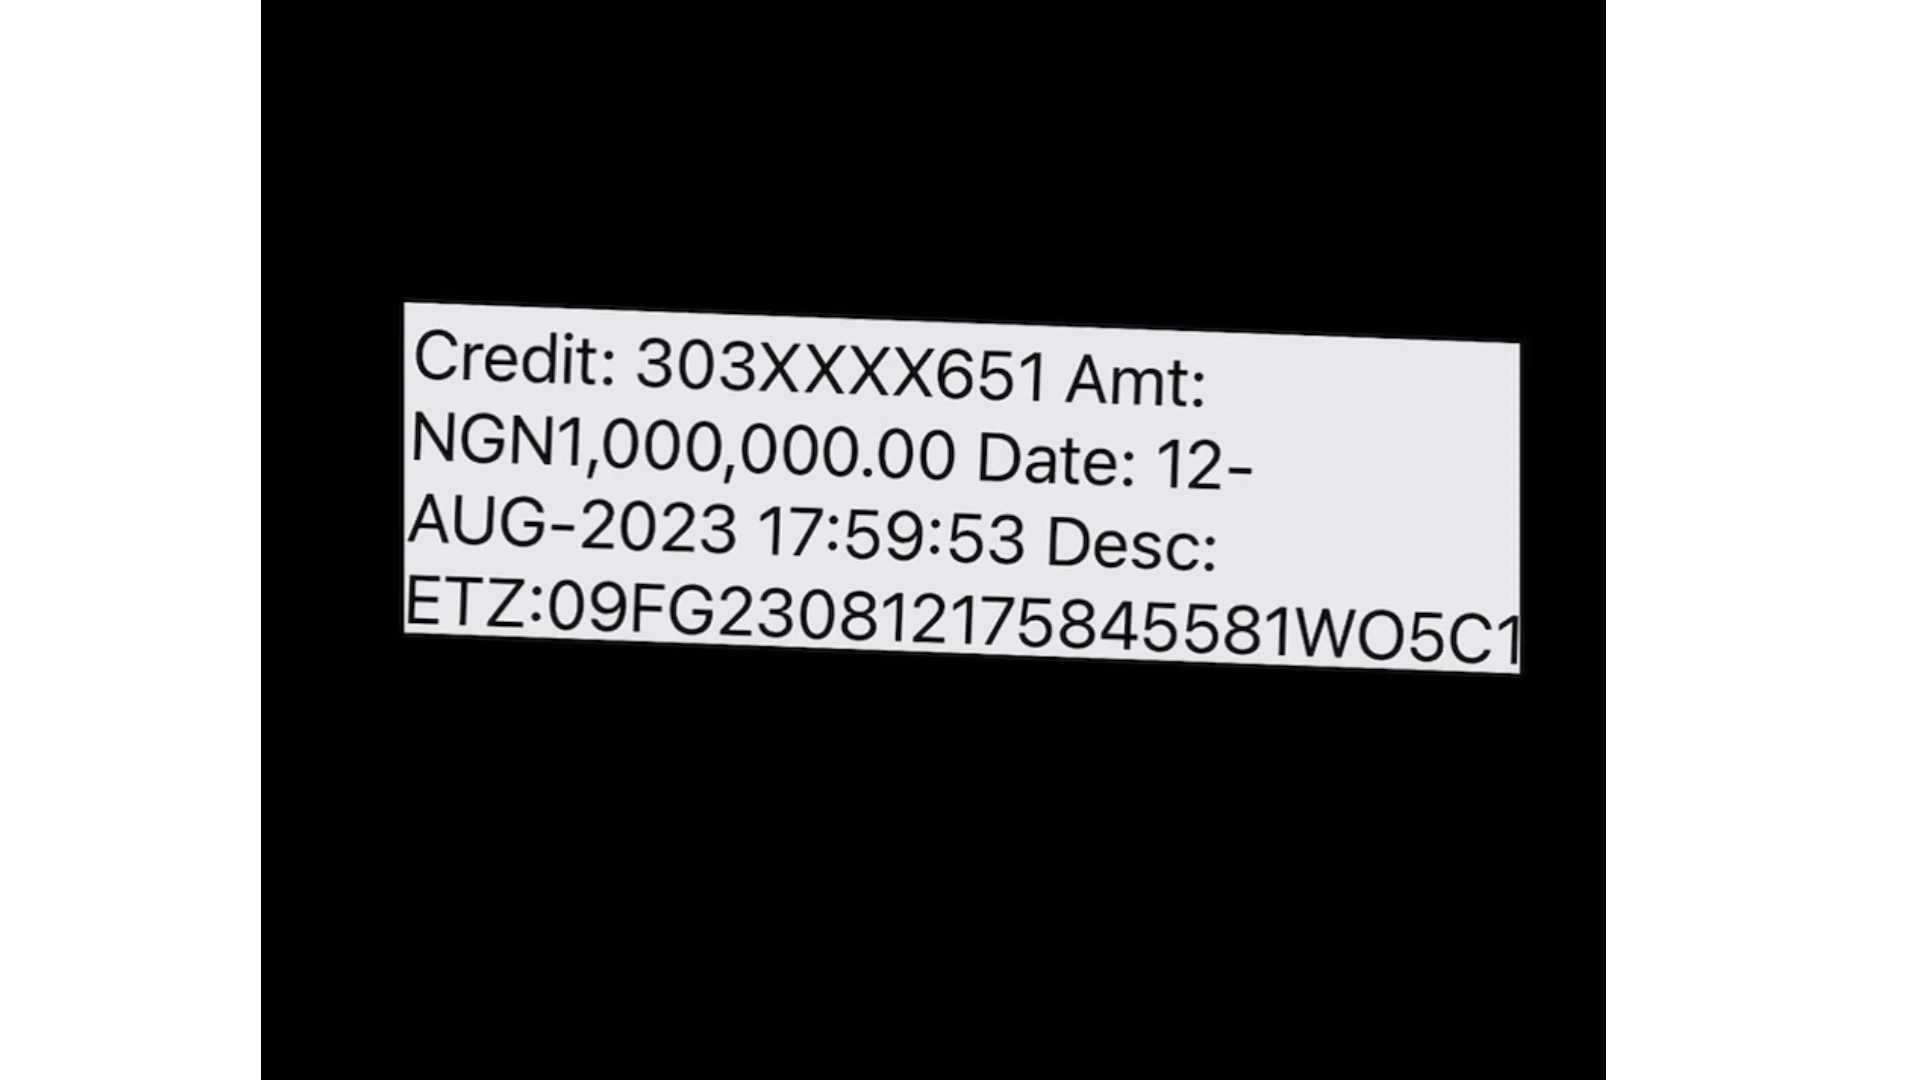 Credit: 303XXXX651 Amt:
NGN1,000,000.00 Date: 12-
AUG-2023 17:59:53 Desc:
ETZ:09FG230812175845581WO5C1